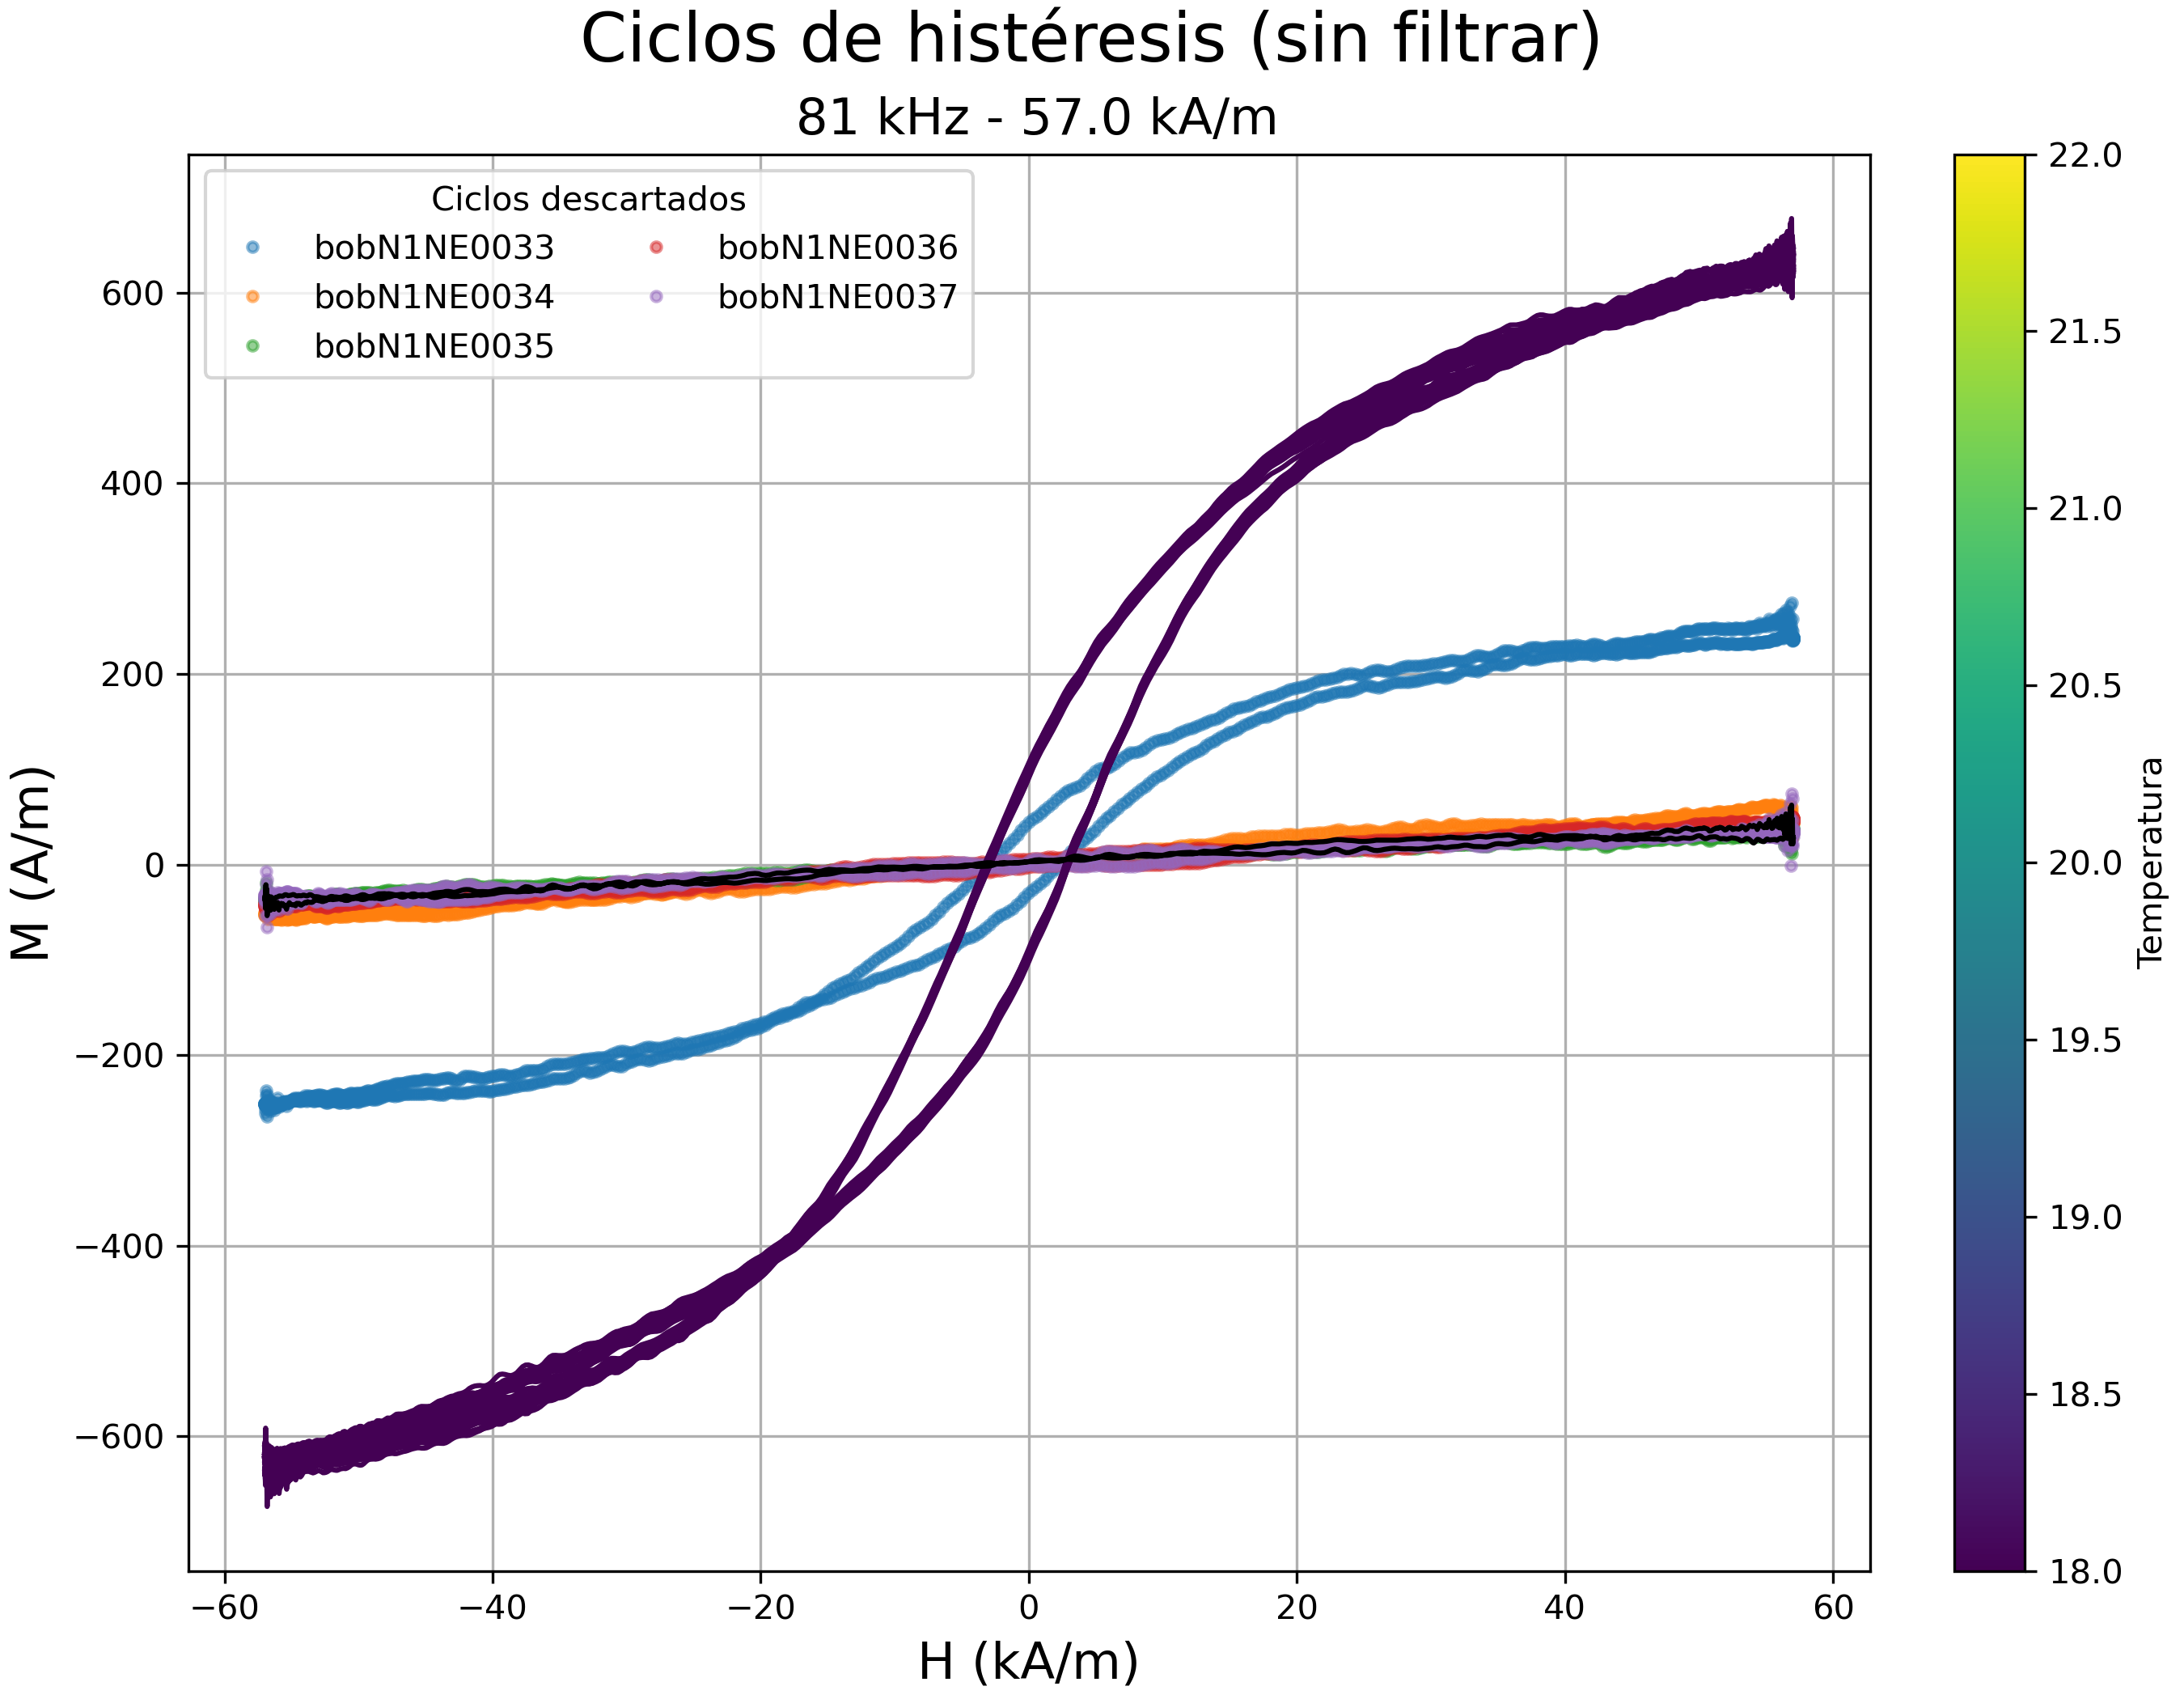 Ciclos de histéresis (sin filtrar)
81 kHz - 57.0 kA/m
Ciclos descartados
bobN1NE0033
bobN1NE0034
bobN1NE0035
bobN1NE0036
bobN1NE0037
M (A/m)
600
400
200
0
−200
−400
−600
−60
−40
−20
0
20
40
60
H (kA/m)
22.0
21.5
21.0
20.5
20.0
19.5
19.0
18.5
18.0
Temperatura